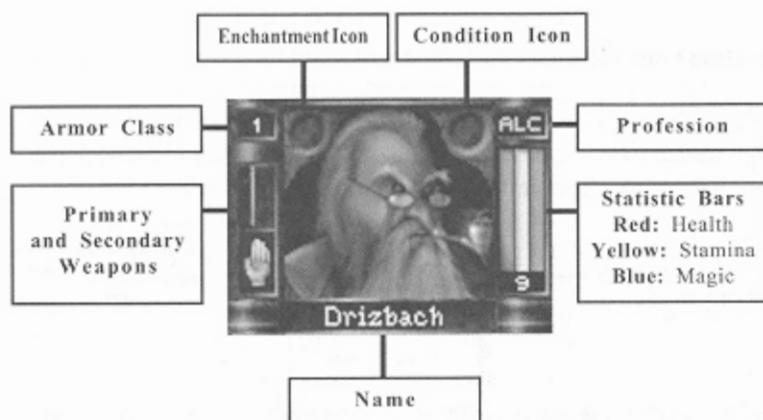 Enchantment Icon
Condition Icon
Armor Class
1
ALC
Profession
Primary
and Secondary
Weapons
Statistic Bars
Red: Health
Yellow: Stamina
Blue: Magic
9
Drizbach
Name